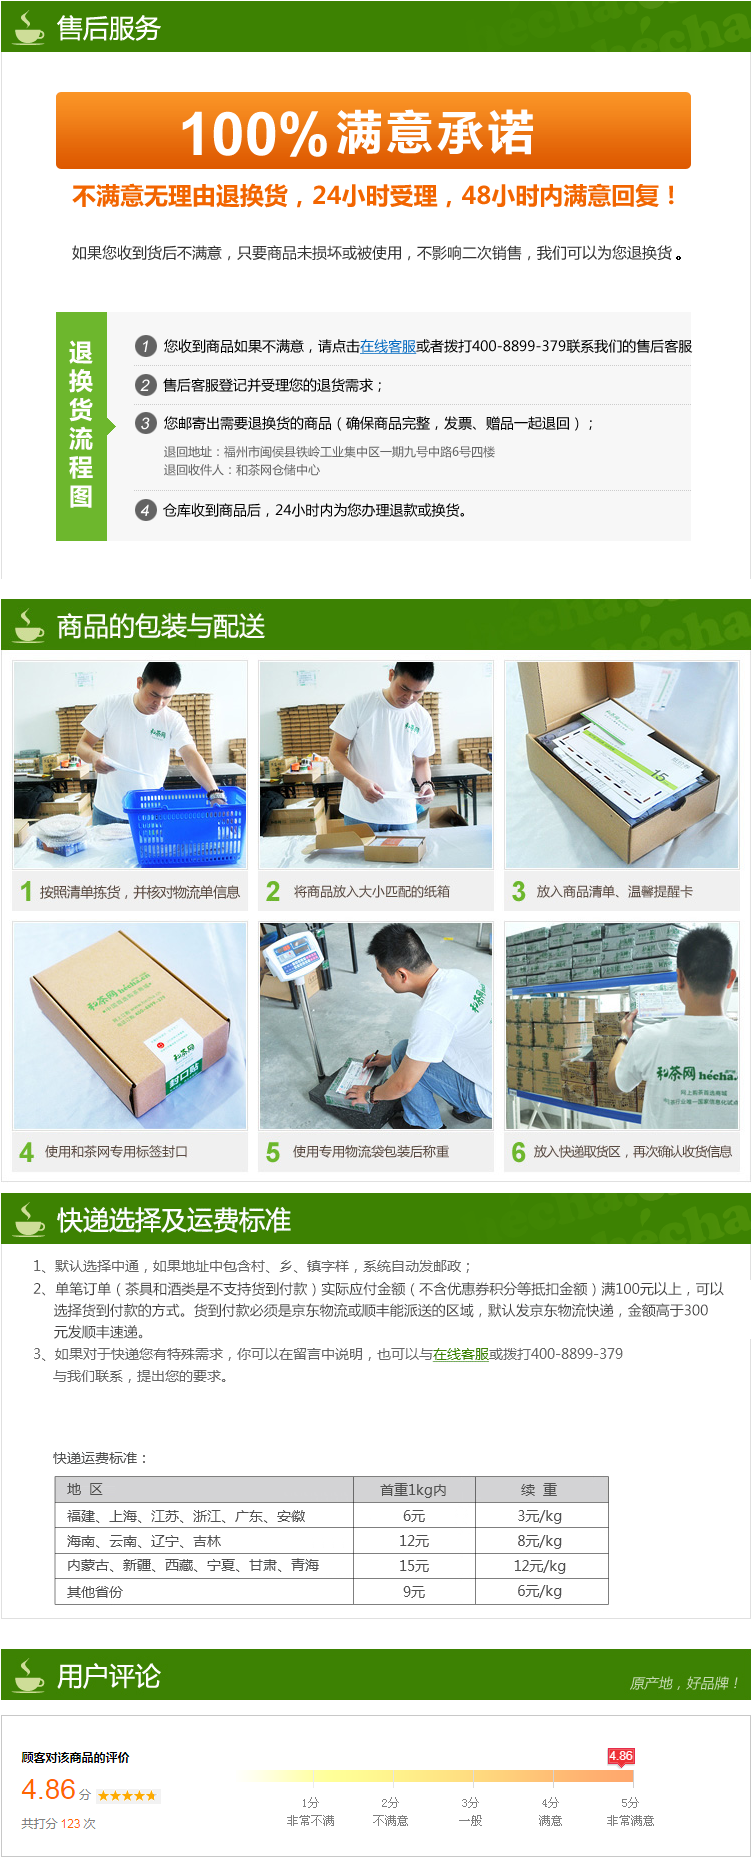 售后服务
100%满意承诺
不满意无理由退换货，24小时受理，48小时内满意回复！
如果您收到货后不满意，只要商品未损坏或被使用，不影响二次销售，我们可以为您退换货。
退换货流程图
1 您收到商品如果不满意，请点击在线客服或者拨打400-8899-379联系我们的售后客服
2 售后客服登记并受理您的退货需求；
3 您邮寄出需要退换货的商品（确保商品完整，发票、赠品一起退回）；
退回地址：福州市闽侯县铁岭工业集中区一期九号中路6号四楼
退回收件人：和茶网仓储中心
4 仓库收到商品后，24小时内为您办理退款或换货。
商品的包装与配送
和茶网
和茶网
15
1 按照清单拣货，并核对物流单信息
2 将商品放入大小匹配的纸箱
3 放入商品清单、温馨提醒卡
和茶网
和茶网
封口贴
和茶网
和茶网 hécha.
4 使用和茶网专用标签封口
5 使用专用物流袋包装后称重
6 放入快递取货区，再次确认收货信息
快递选择及运费标准
1、默认选择中通，如果地址中包含村、乡、镇字样，系统自动发邮政；
2、单笔订单（茶具和酒类是不支持货到付款）实际应付金额（不含优惠券积分等抵扣金额）满100元以上，可以
选择货到付款的方式。货到付款必须是京东物流或顺丰能派送的区域，默认发京东物流快递，金额高于300
元发顺丰速递。
3、如果对于快递您有特殊需求，你可以在留言中说明，也可以与在线客服或拨打400-8899-379
与我们联系，提出您的要求。
快递运费标准：
地 区 首重1kg内 续 重
福建、上海、江苏、浙江、广东、安徽 6元 3元/kg
海南、云南、辽宁、吉林 12元 8元/kg
内蒙古、新疆、西藏、宁夏、甘肃、青海 15元 12元/kg
其他省份 9元 6元/kg
用户评论
原产地，好品牌！
顾客对该商品的评价
4.86
4.86 分
共打分 123 次
1分 2分 3分 4分 5分
非常不满 不满意 一般 满意 非常满意